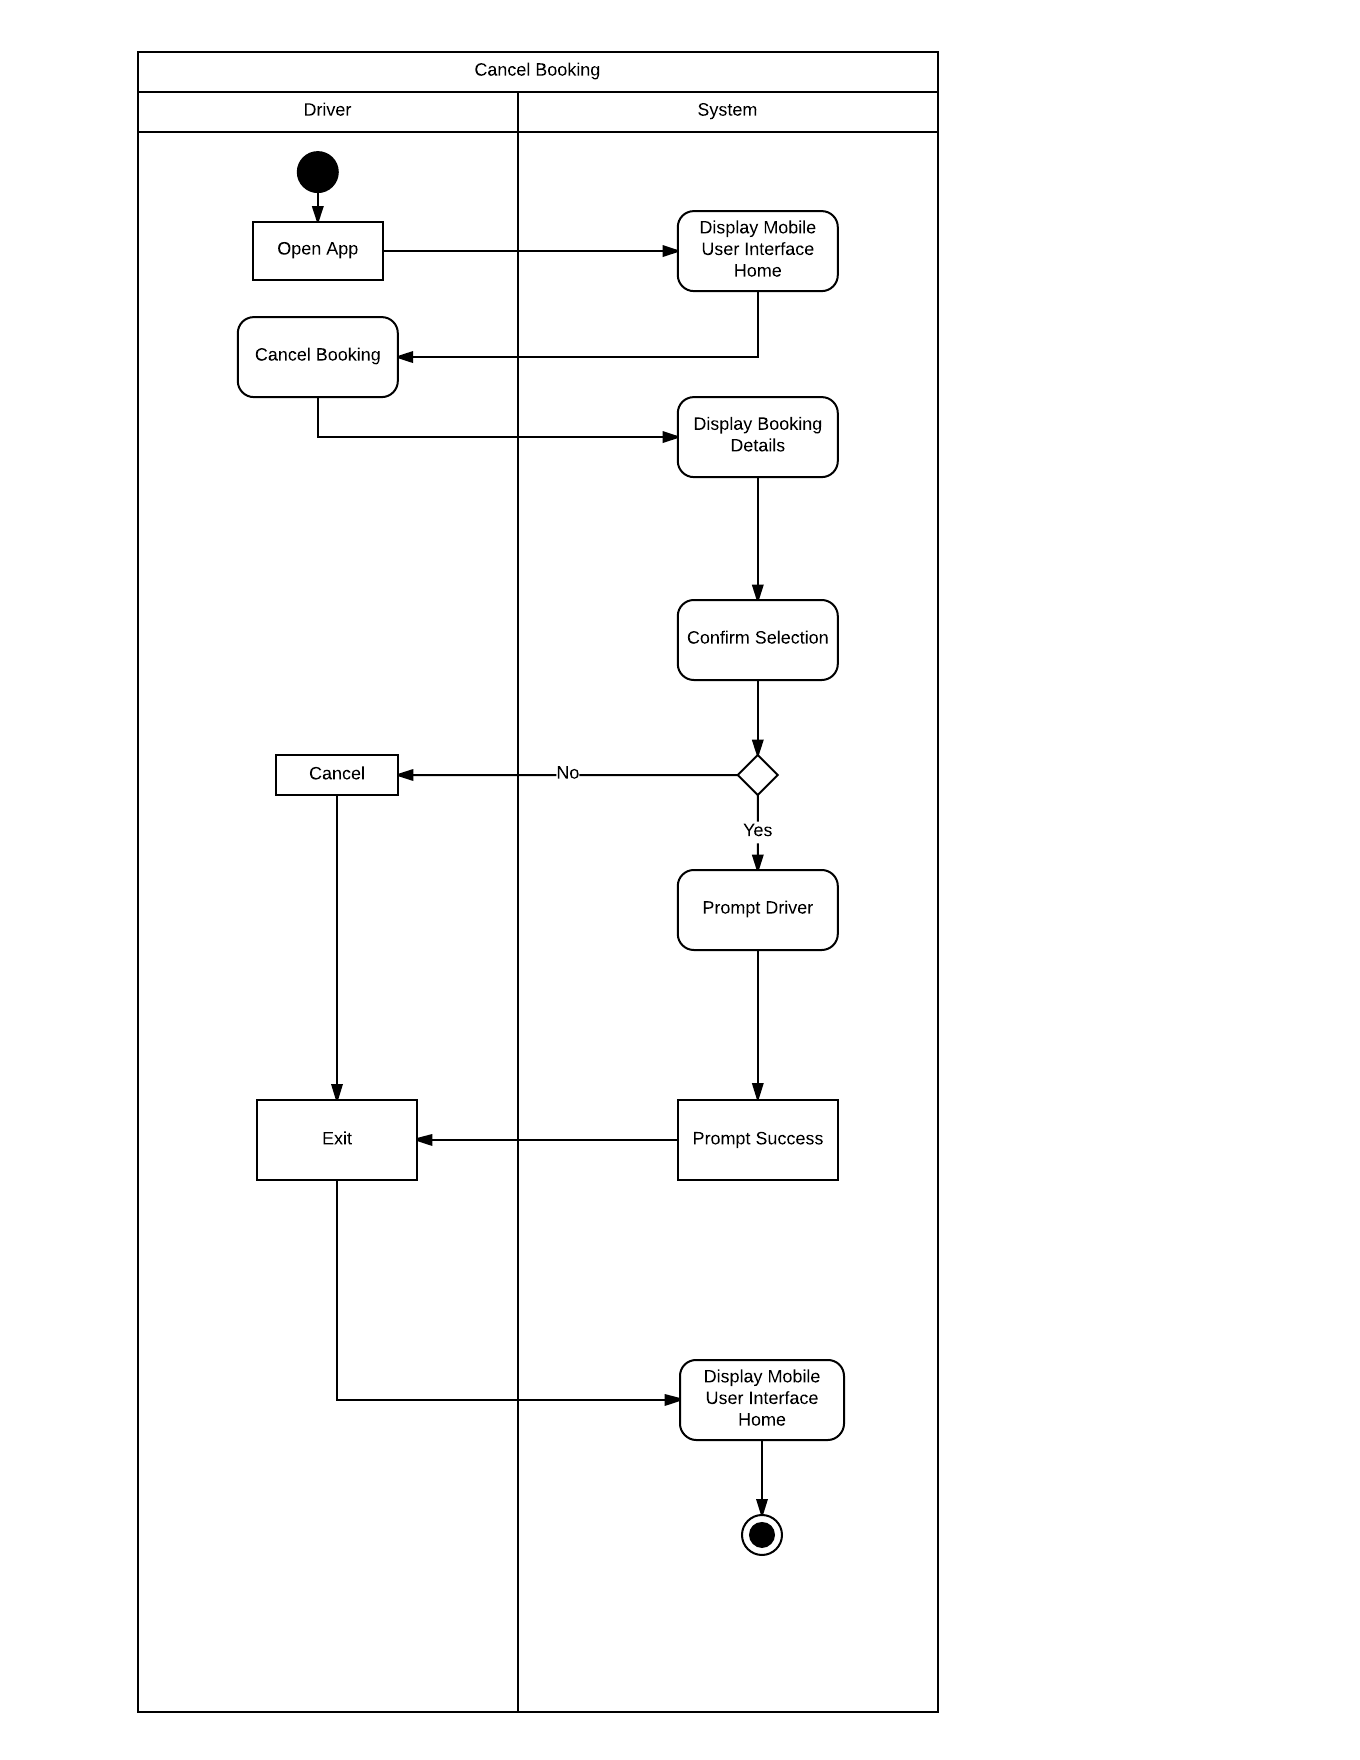 Cancel Booking
Driver
System
Open App
Display Mobile
User Interface
Home
Cancel Booking
Display Booking
Details
Confirm Selection
Cancel
No
Yes
Prompt Driver
Exit
Prompt Success
Display Mobile
User Interface
Home